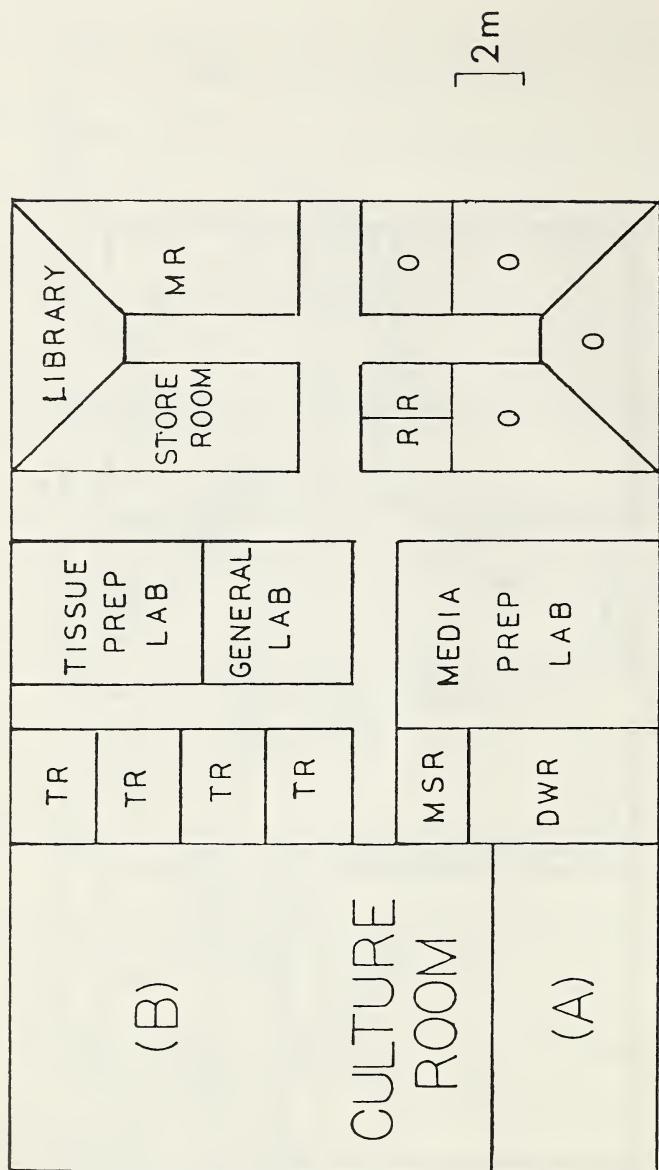 LIBRARY
MR
O
O
O
STORE
ROOM
R R
O
2m
TISSUE
PREP
LAB
GENERAL
LAB
MEDIA
PREP
LAB
TR
TR
TR
TR
MSR
DWR
(B)
CULTURE
ROOM
(A)